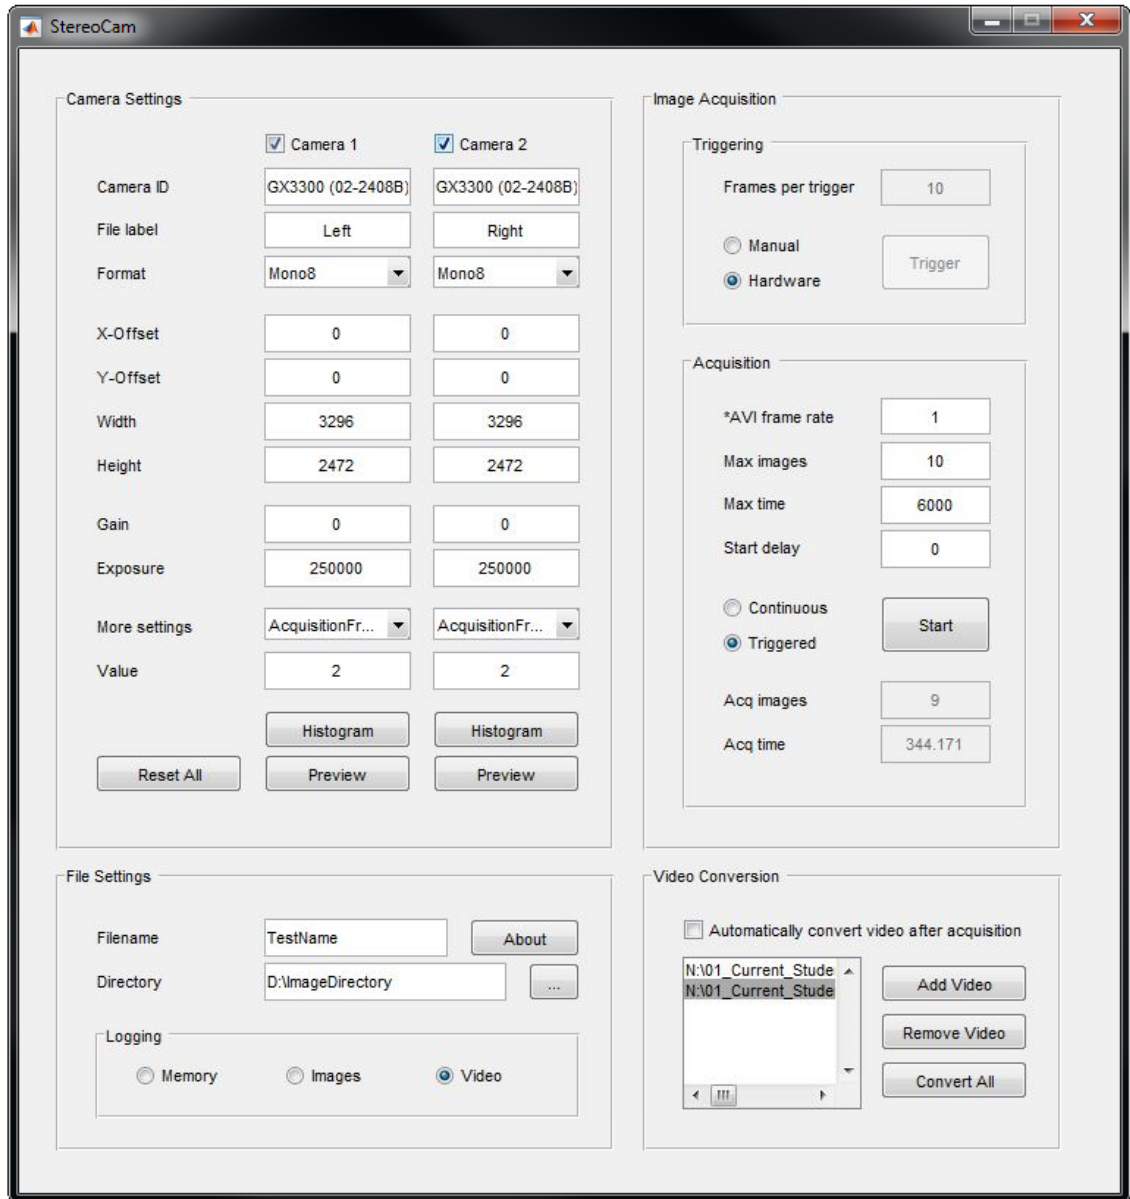 StereoCam
Camera Settings
Camera 1 Camera 2
Camera ID GX3300 (02-2408B) GX3300 (02-2408B)
File label Left Right
Format Mono8 Mono8
X-Offset 0 0
Y-Offset 0 0
Width 3296 3296
Height 2472 2472
Gain 0 0
Exposure 250000 250000
More settings AcquisitionFr... AcquisitionFr...
Value 2 2
Histogram Histogram
Reset All Preview Preview
Image Acquisition
Triggering
Frames per trigger 10
Manual
Trigger
Hardware
Acquisition
*AVI frame rate 1
Max images 10
Max time 6000
Start delay 0
Continuous
Start
Triggered
Acq images 9
Acq time 344.171
File Settings
Filename TestName About
Directory D:\ImageDirectory ...
Logging
Memory Images Video
Video Conversion
Automatically convert video after acquisition
N:\01_Current_Stude
N:\01_Current_Stude
Add Video
Remove Video
Convert All